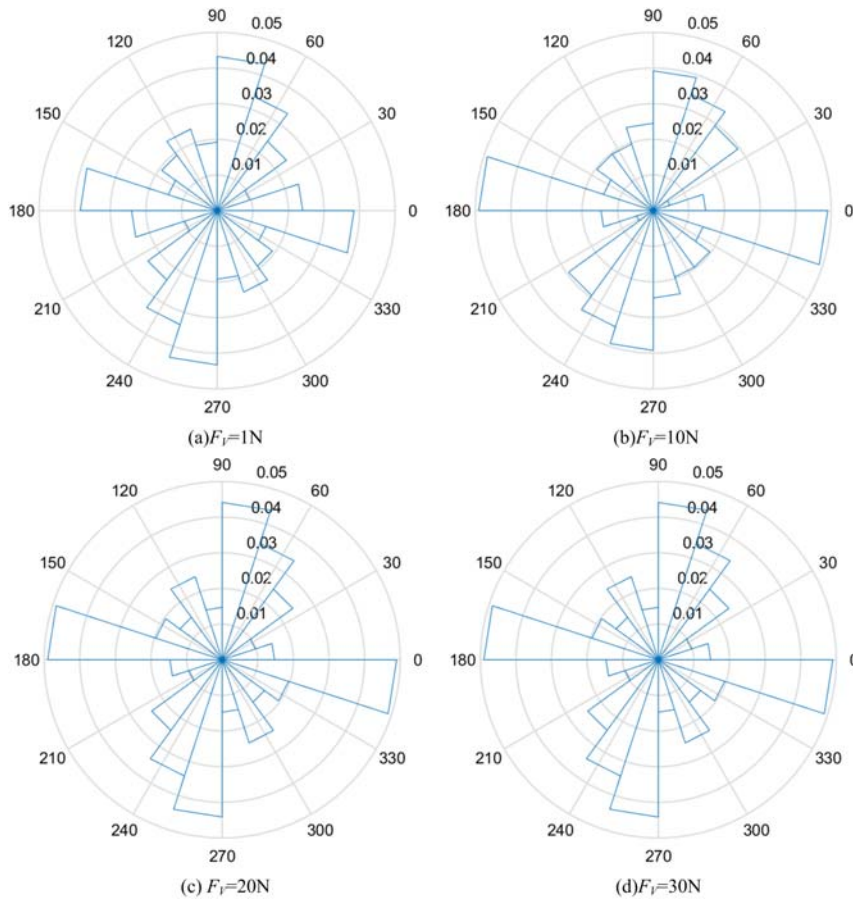 90 0.05 90 0.05
120 0.04 60 120 0.04 60
0.03 0.03
150 0.02 30 150 0.02 30
0.01 0.01
180 0 180 0
210 330 210 330
240 300 240 300
270 270
(a)F_V=1N (b)F_V=10N
90 0.05 90 0.05
120 0.04 60 120 0.04 60
0.03 0.03
150 0.02 30 150 0.02 30
0.01 0.01
180 0 180 0
210 330 210 330
240 300 240 300
270 270
(c) F_V=20N (d)F_V=30N